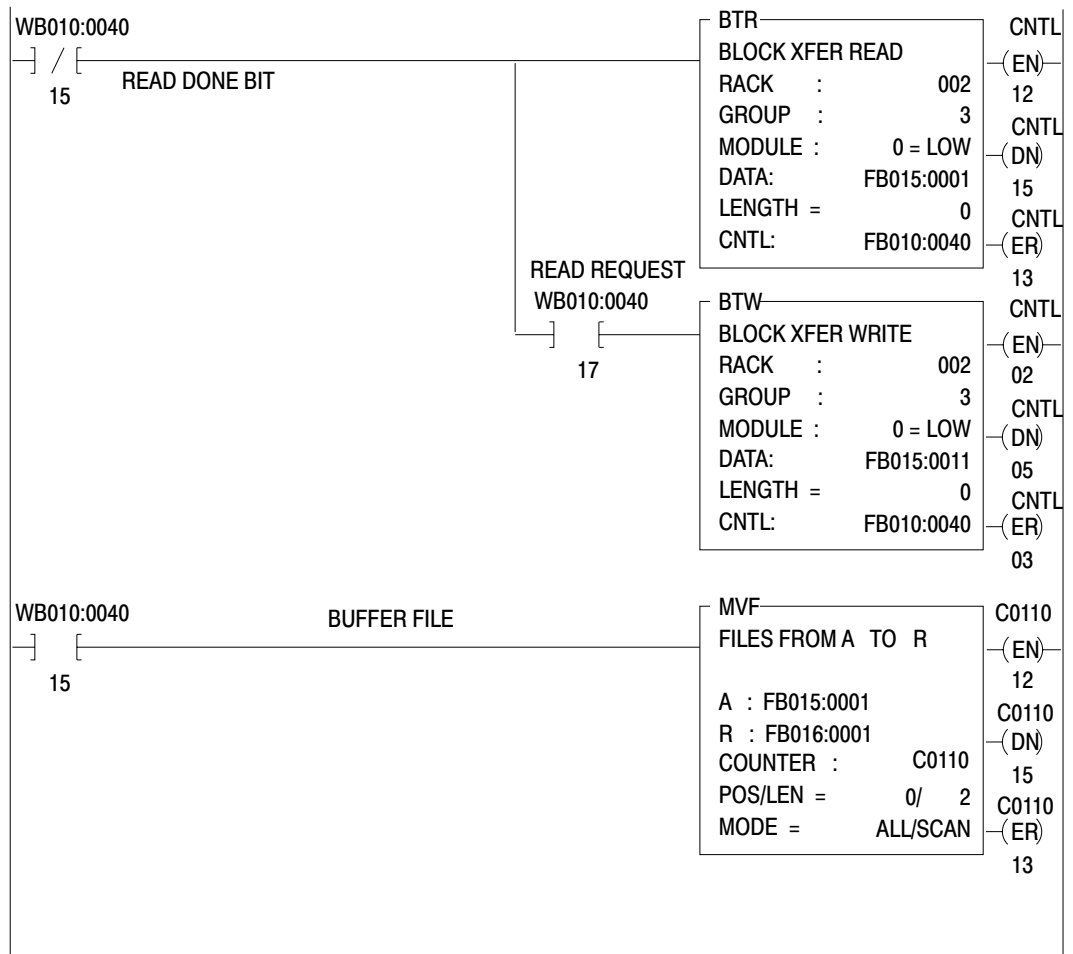 WB010:0040
] / [
15
READ DONE BIT
BTR
BLOCK XFER READ
RACK : 002
GROUP : 3
MODULE : 0 = LOW
DATA: FB015:0001
LENGTH = 0
CNTL: FB010:0040
CNTL
(EN)
12
CNTL
(DN)
15
CNTL
(ER)
13
READ REQUEST
WB010:0040
] [
17
BTW
BLOCK XFER WRITE
RACK : 002
GROUP : 3
MODULE : 0 = LOW
DATA: FB015:0011
LENGTH = 0
CNTL: FB010:0040
CNTL
(EN)
02
CNTL
(DN)
05
CNTL
(ER)
03
WB010:0040
] [
15
BUFFER FILE
MVF
FILES FROM A TO R
A : FB015:0001
R : FB016:0001
COUNTER : C0110
POS/LEN = 0/ 2
MODE = ALL/SCAN
C0110
(EN)
12
C0110
(DN)
15
C0110
(ER)
13